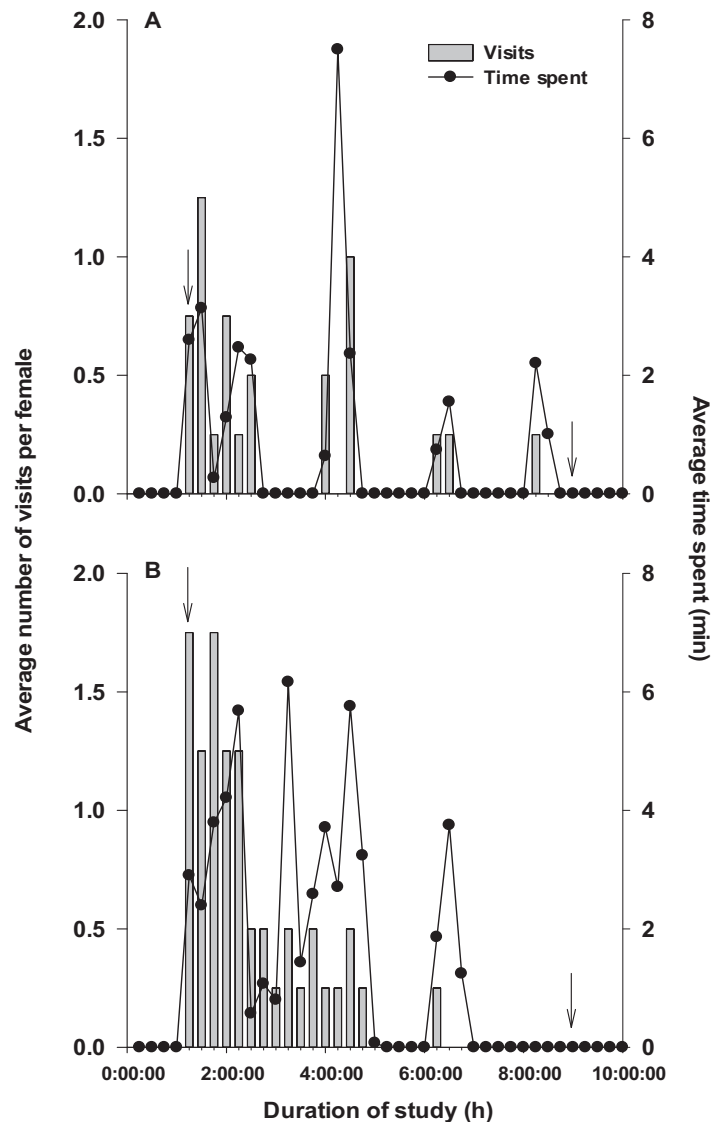 A
Visits
Time spent
2.0
1.5
1.0
0.5
0.0
8
6
4
2
0
B
2.0
1.5
1.0
0.5
0.0
8
6
4
2
0
0:00:00 2:00:00 4:00:00 6:00:00 8:00:00 10:00:00
Duration of study (h)
Average number of visits per female
Average time spent (min)